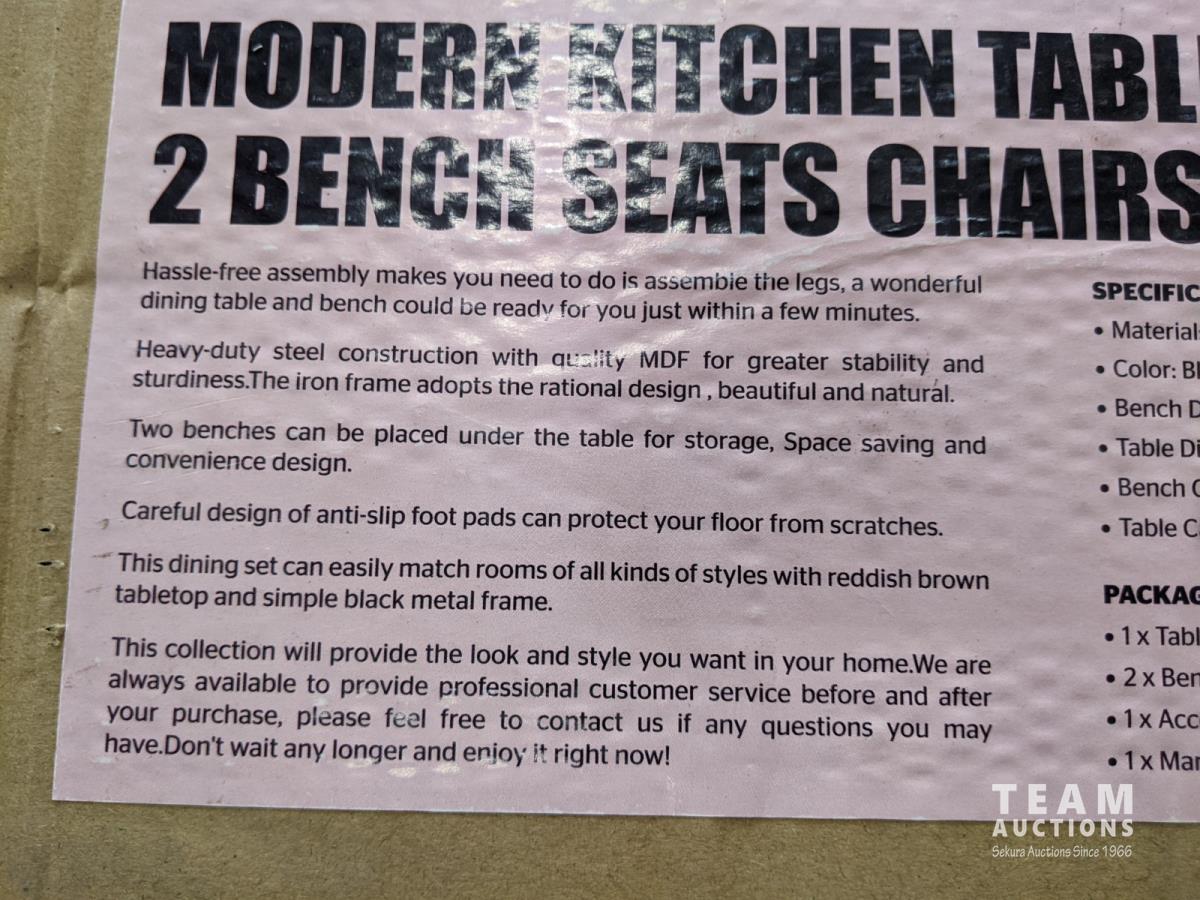 MODERN KITCHEN TABL
2 BENCH SEATS CHAIRS
Hassle-free assembly makes you need to do is assemble the legs, a wonderful
dining table and bench could be ready for you just within a few minutes.
Heavy-duty steel construction with quality MDF for greater stability and
sturdiness.The iron frame adopts the rational design , beautiful and natural.
Two benches can be placed under the table for storage, Space saving and
convenience design.
Careful design of anti-slip foot pads can protect your floor from scratches.
This dining set can easily match rooms of all kinds of styles with reddish brown
tabletop and simple black metal frame.
This collection will provide the look and style you want in your home.We are
always available to provide professional customer service before and after
your purchase, please feel free to contact us if any questions you may
have.Don't wait any longer and enjoy it right now!
SPECIFIC
• Material
• Color: Bl
• Bench D
• Table Di
• Bench C
• Table C
PACKAG
• 1 x Tabl
• 2 x Ben
• 1 x Acc
• 1 x Man
TEAM
AUCTIONS
Sekura Auctions Since 1966